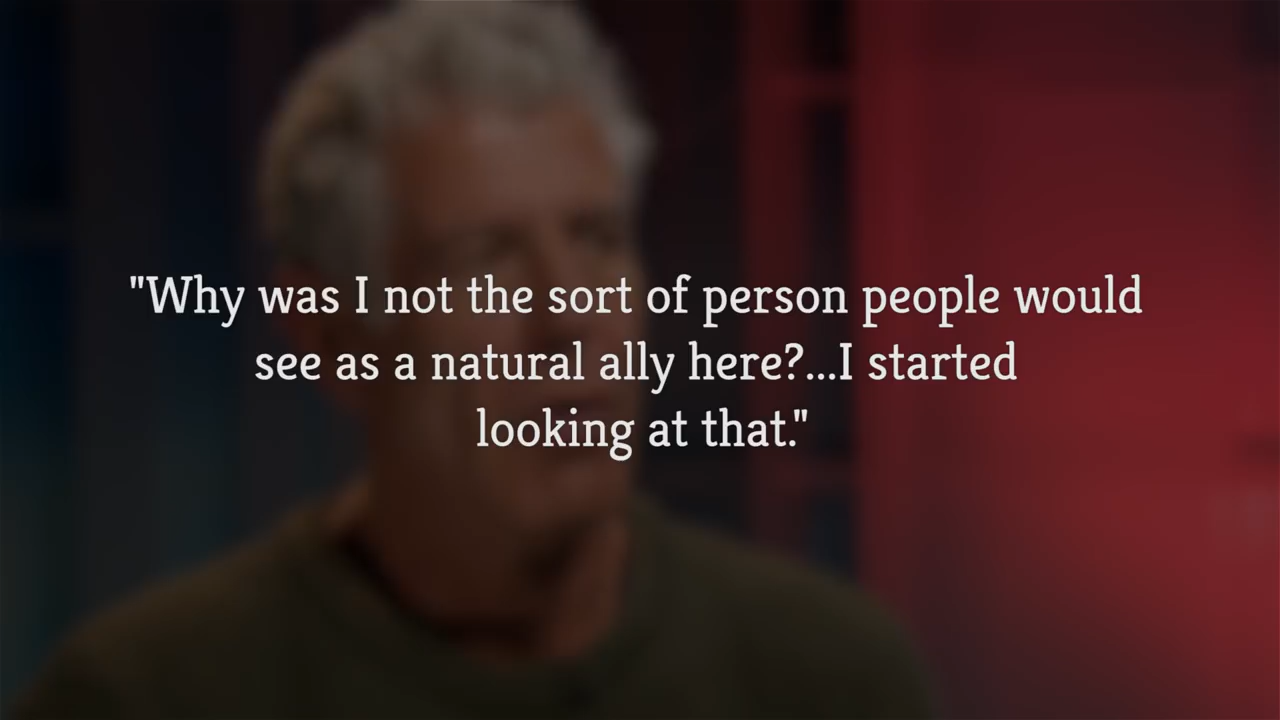 "Why was I not the sort of person people would
see as a natural ally here?...I started
looking at that."